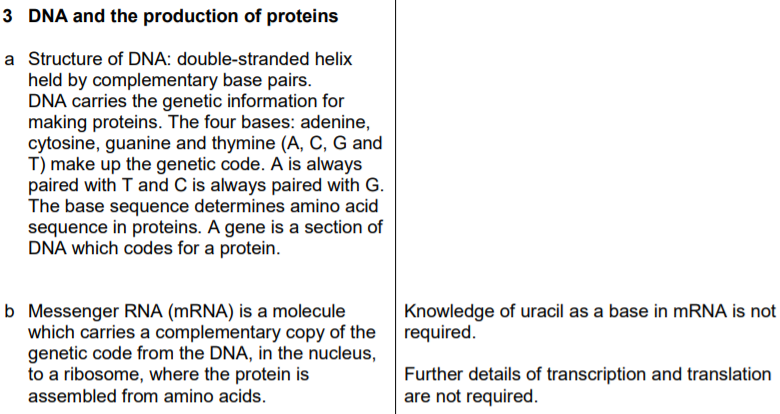 3 DNA and the production of proteins
a Structure of DNA: double-stranded helix
held by complementary base pairs.
DNA carries the genetic information for
making proteins. The four bases: adenine,
cytosine, guanine and thymine (A, C, G and
T) make up the genetic code. A is always
paired with T and C is always paired with G.
The base sequence determines amino acid
sequence in proteins. A gene is a section of
DNA which codes for a protein.
b Messenger RNA (mRNA) is a molecule
which carries a complementary copy of the
genetic code from the DNA, in the nucleus,
to a ribosome, where the protein is
assembled from amino acids.
Knowledge of uracil as a base in mRNA is not
required.
Further details of transcription and translation
are not required.